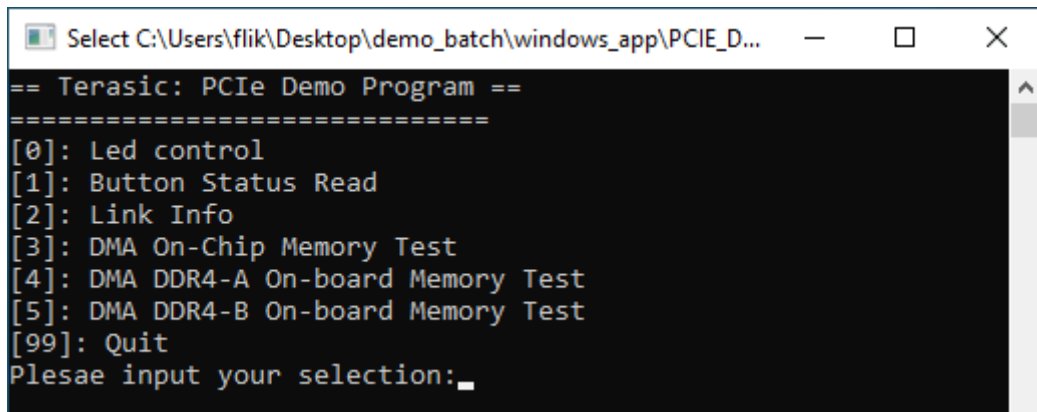 Select C:\Users\flik\Desktop\demo_batch\windows_app\PCIE_D...
== Terasic: PCIe Demo Program ==
==============================
[0]: Led control
[1]: Button Status Read
[2]: Link Info
[3]: DMA On-Chip Memory Test
[4]: DMA DDR4-A On-board Memory Test
[5]: DMA DDR4-B On-board Memory Test
[99]: Quit
Plesae input your selection: